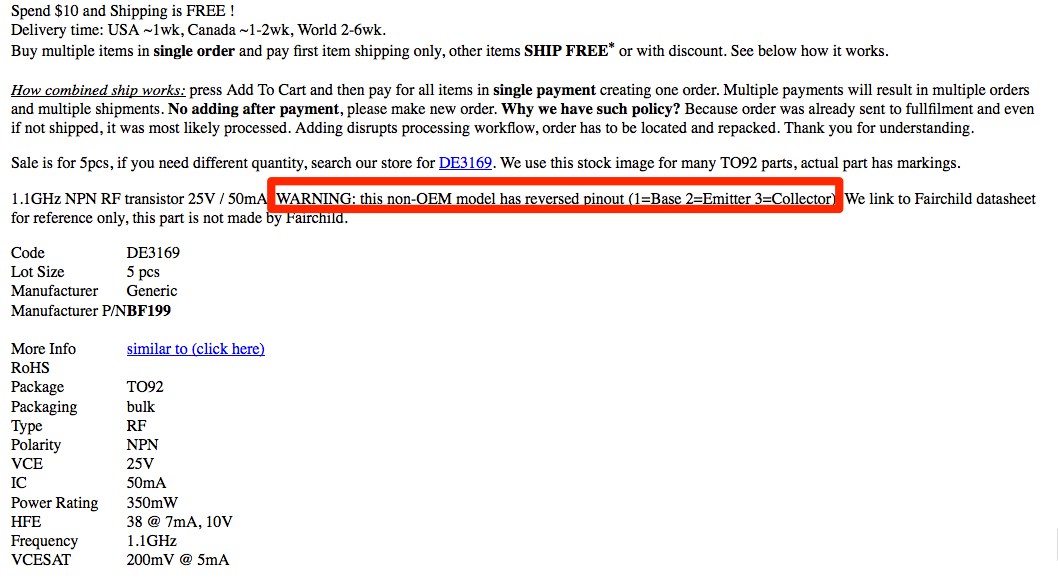 Spend $10 and Shipping is FREE !
Delivery time: USA ~1wk, Canada ~1-2wk, World 2-6wk.
Buy multiple items in single order and pay first item shipping only, other items SHIP FREE* or with discount. See below how it works.
How combined ship works: press Add To Cart and then pay for all items in single payment creating one order. Multiple payments will result in multiple orders
and multiple shipments. No adding after payment, please make new order. Why we have such policy? Because order was already sent to fullfilment and even
if not shipped, it was most likely processed. Adding disrupts processing workflow, order has to be located and repacked. Thank you for understanding.
Sale is for 5pcs, if you need different quantity, search our store for DE3169. We use this stock image for many TO92 parts, actual part has markings.
1.1GHz NPN RF transistor 25V / 50mA WARNING: this non-OEM model has reversed pinout (1=Base 2=Emitter 3=Collector) We link to Fairchild datasheet
for reference only, this part is not made by Fairchild.
Code DE3169
Lot Size 5 pcs
Manufacturer Generic
Manufacturer P/NBF199
More Info similar to (click here)
RoHS
Package TO92
Packaging bulk
Type RF
Polarity NPN
VCE 25V
IC 50mA
Power Rating 350mW
HFE 38 @ 7mA, 10V
Frequency 1.1GHz
VCESAT 200mV @ 5mA